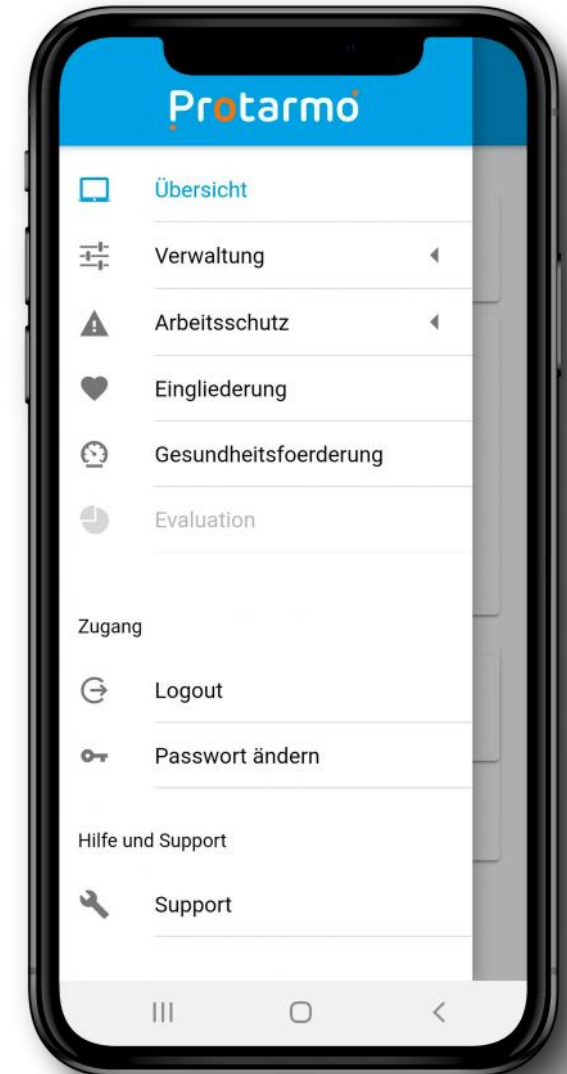 Protarmo
Übersicht
Verwaltung
Arbeitsschutz
Eingliederung
Gesundheitsfoerderung
Evaluation
Zugang
Logout
Passwort ändern
Hilfe und Support
Support